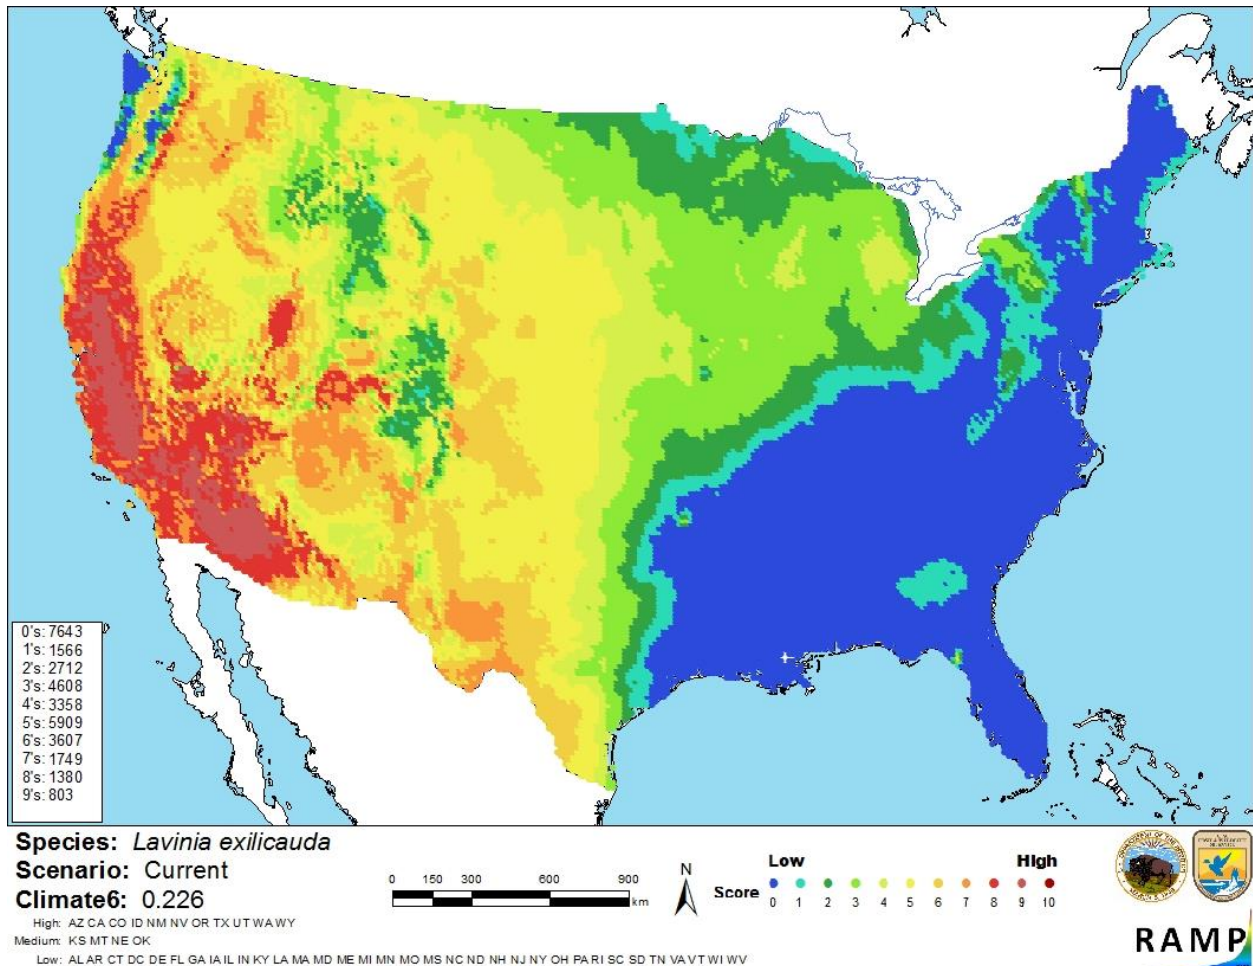 0's: 7643
1's: 1566
2's: 2712
3's: 4608
4's: 3358
5's: 5909
6's: 3607
7's: 1749
8's: 1380
9's: 803
Species: Lavinia exilicauda
Scenario: Current
Climate6: 0.226
High: AZ CA CO ID NM NV OR TX UT WA WY
Medium: KS MT NE OK
Low: AL AR CT DC DE FL GA IA IL IN KY LA MA MD ME MI MN MO MS NC ND NH NJ NY OH PA RI SC SD TN VA VT WI WV
0 150 300 600 900
km
N
Low High
Score
0 1 2 3 4 5 6 7 8 9 10
RAMP